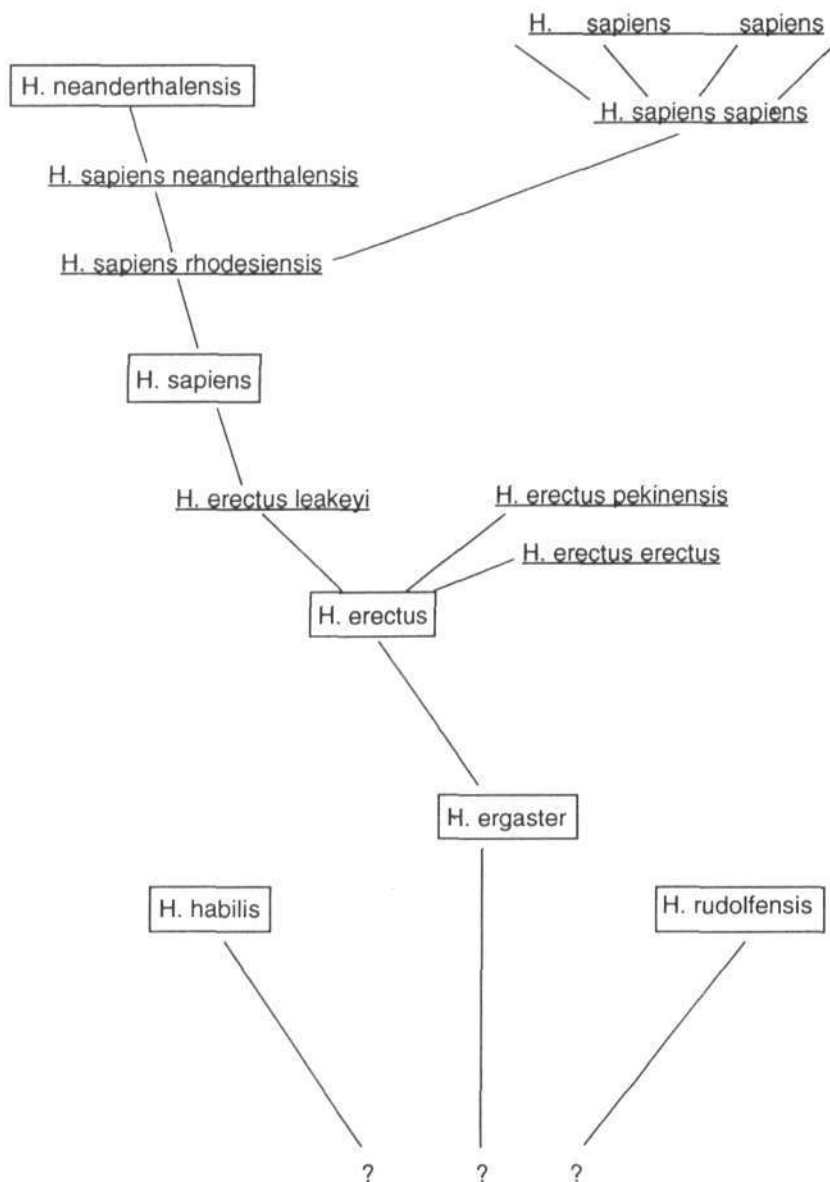 H. sapiens sapiens
H. neanderthalensis
H. sapiens sapiens
H. sapiens neanderthalensis
H. sapiens rhodesiensis
H. sapiens
H. erectus leakeyi
H. erectus pekinensis
H. erectus erectus
H. erectus
H. ergaster
H. habilis
H. rudolfensis
? ? ?